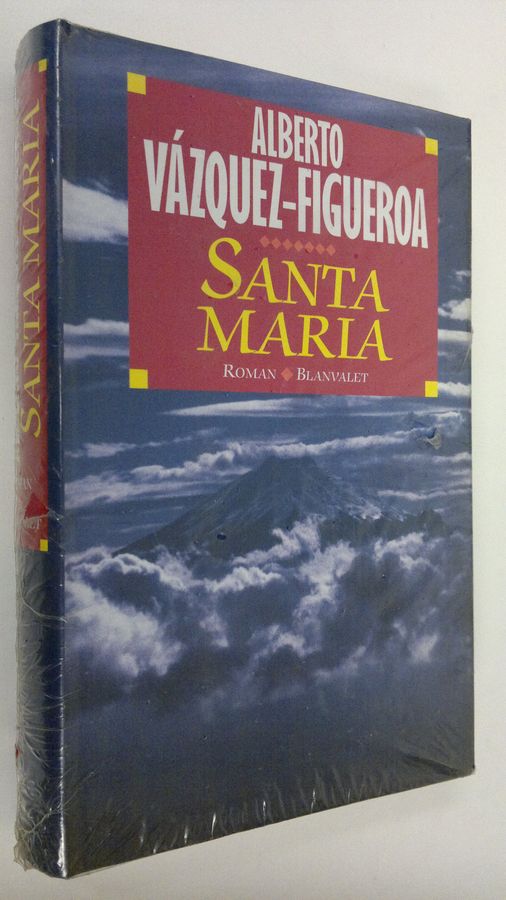 ALBERTO
VÁZQUEZ-FIGUEROA
SANTA
MARIA
ROMAN ◆ BLANVALET
SANTA MARIA